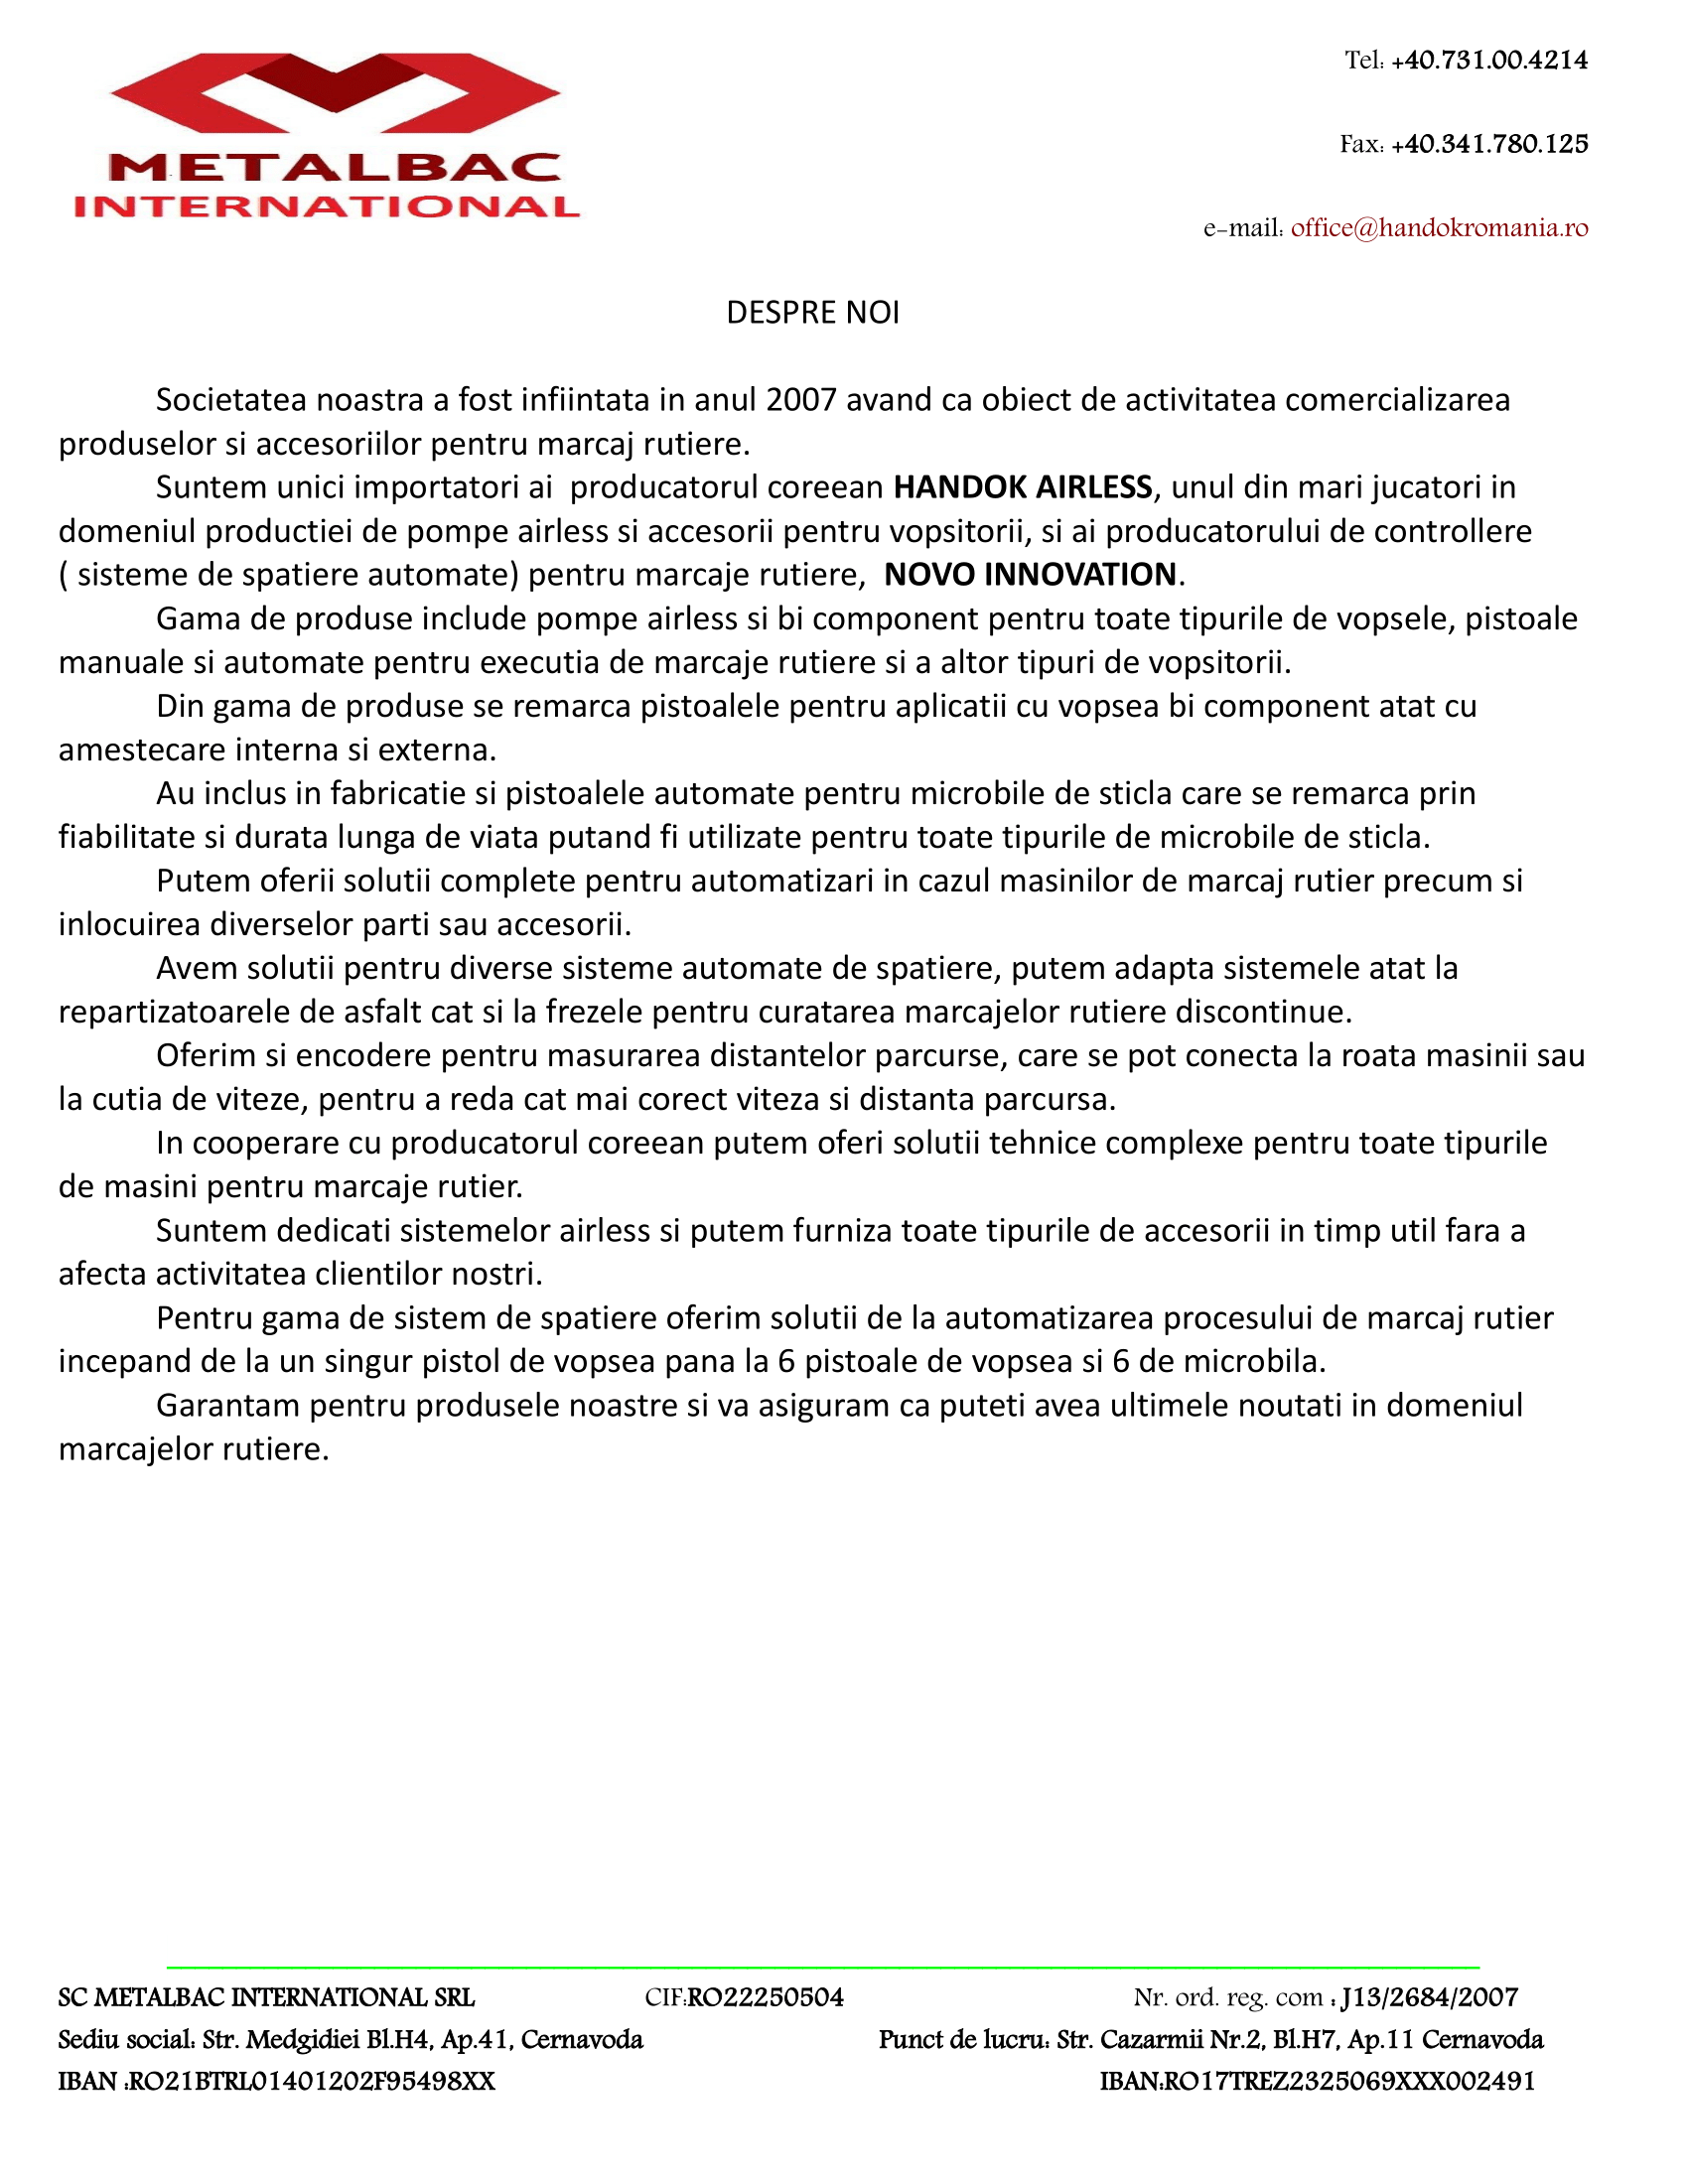 METALBAC
INTERNATIONAL
Tel: +40.731.00.4214
Fax: +40.341.780.125
e-mail: office@handokromania.ro
DESPRE NOI
Societatea noastra a fost infiintata in anul 2007 avand ca obiect de activitatea comercializarea
produselor si accesoriilor pentru marcaj rutiere.
Suntem unici importatori ai  producatorul coreean HANDOK AIRLESS, unul din mari jucatori in
domeniul productiei de pompe airless si accesorii pentru vopsitorii, si ai producatorului de controllere
( sisteme de spatiere automate) pentru marcaje rutiere,  NOVO INNOVATION.
Gama de produse include pompe airless si bi component pentru toate tipurile de vopsele, pistoale
manuale si automate pentru executia de marcaje rutiere si a altor tipuri de vopsitorii.
Din gama de produse se remarca pistoalele pentru aplicatii cu vopsea bi component atat cu
amestecare interna si externa.
Au inclus in fabricatie si pistoalele automate pentru microbile de sticla care se remarca prin
fiabilitate si durata lunga de viata putand fi utilizate pentru toate tipurile de microbile de sticla.
Putem oferii solutii complete pentru automatizari in cazul masinilor de marcaj rutier precum si
inlocuirea diverselor parti sau accesorii.
Avem solutii pentru diverse sisteme automate de spatiere, putem adapta sistemele atat la
repartizatoarele de asfalt cat si la frezele pentru curatarea marcajelor rutiere discontinue.
Oferim si encodere pentru masurarea distantelor parcurse, care se pot conecta la roata masinii sau
la cutia de viteze, pentru a reda cat mai corect viteza si distanta parcursa.
In cooperare cu producatorul coreean putem oferi solutii tehnice complexe pentru toate tipurile
de masini pentru marcaje rutier.
Suntem dedicati sistemelor airless si putem furniza toate tipurile de accesorii in timp util fara a
afecta activitatea clientilor nostri.
Pentru gama de sistem de spatiere oferim solutii de la automatizarea procesului de marcaj rutier
incepand de la un singur pistol de vopsea pana la 6 pistoale de vopsea si 6 de microbila.
Garantam pentru produsele noastre si va asiguram ca puteti avea ultimele noutati in domeniul
marcajelor rutiere.
SC METALBAC INTERNATIONAL SRL CIF:RO22250504 Nr. ord. reg. com : J13/2684/2007
Sediu social: Str. Medgidiei Bl.H4, Ap.41, Cernavoda Punct de lucru: Str. Cazarmii Nr.2, Bl.H7, Ap.11 Cernavoda
IBAN :RO21BTRL01401202F95498XX IBAN:RO17TREZ2325069XXX002491